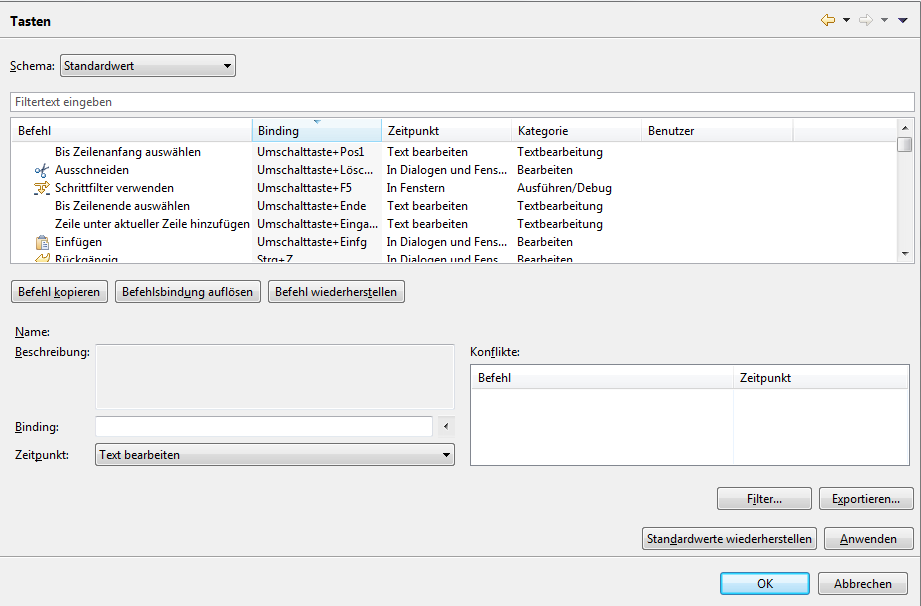 Tasten
Schema: Standardwert
Filtertext eingeben
Befehl Binding Zeitpunkt Kategorie Benutzer
Bis Zeilenanfang auswählen Umschalttaste+Pos1 Text bearbeiten Textbearbeitung
Ausschneiden Umschalttaste+Lösc... In Dialogen und Fens... Bearbeiten
Schrittfilter verwenden Umschalttaste+F5 In Fenstern Ausführen/Debug
Bis Zeilenende auswählen Umschalttaste+Ende Text bearbeiten Textbearbeitung
Zeile unter aktueller Zeile hinzufügen Umschalttaste+Einga... Text bearbeiten Textbearbeitung
Einfügen Umschalttaste+Einfg In Dialogen und Fens... Bearbeiten
Rückgängig Strg+Z In Dialogen und Fens... Bearbeiten
Befehl kopieren Befehlsbindung auflösen Befehl wiederherstellen
Name:
Beschreibung: Konflikte:
Befehl Zeitpunkt
Binding:
Zeitpunkt: Text bearbeiten
Filter... Exportieren...
Standardwerte wiederherstellen Anwenden
OK Abbrechen